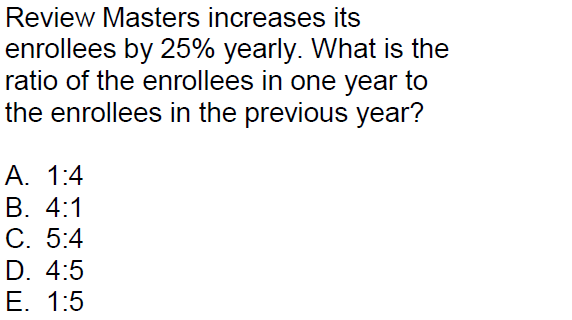 Review Masters increases its
enrollees by 25% yearly. What is the
ratio of the enrollees in one year to
the enrollees in the previous year?
A. 1:4
B. 4:1
C. 5:4
D. 4:5
E. 1:5